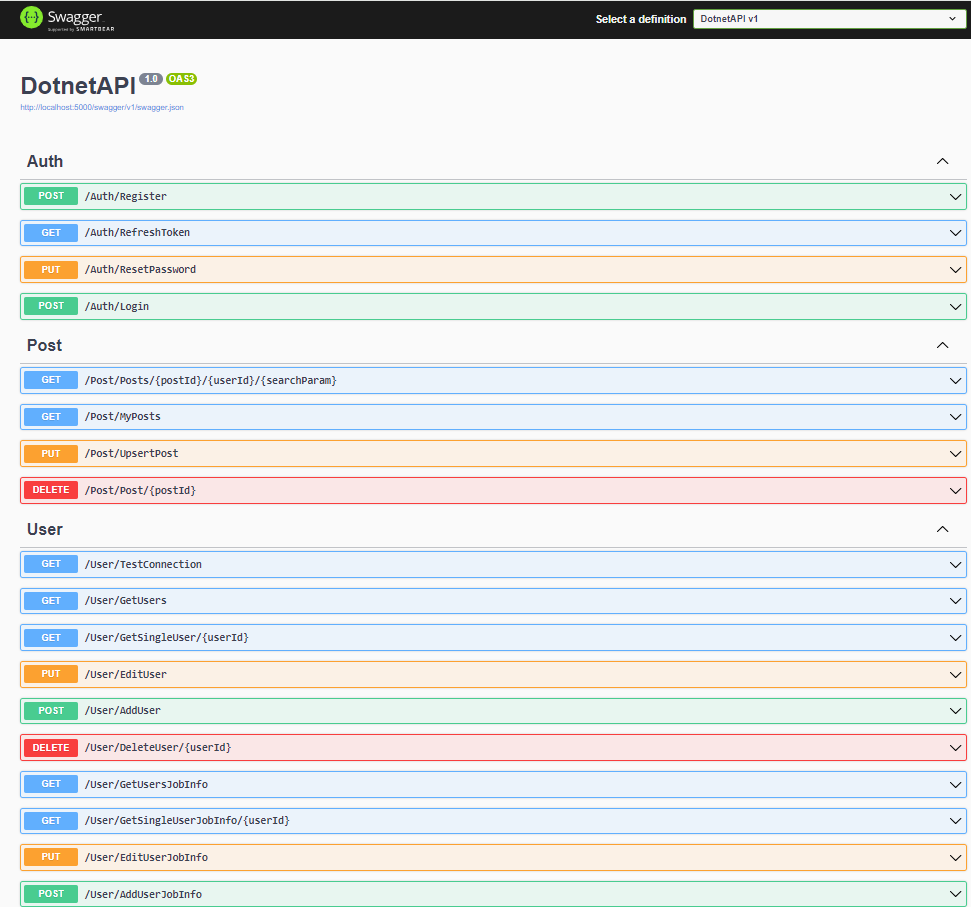 Swagger
Supported by SMARTBEAR
Select a definition
DotnetAPI v1
DotnetAPI 1.0 OAS3
http://localhost:5000/swagger/v1/swagger.json
Auth
POST /Auth/Register
GET /Auth/RefreshToken
PUT /Auth/ResetPassword
POST /Auth/Login
Post
GET /Post/Posts/{postId}/{userId}/{searchParam}
GET /Post/MyPosts
PUT /Post/UpsertPost
DELETE /Post/Post/{postId}
User
GET /User/TestConnection
GET /User/GetUsers
GET /User/GetSingleUser/{userId}
PUT /User/EditUser
POST /User/AddUser
DELETE /User/DeleteUser/{userId}
GET /User/GetUsersJobInfo
GET /User/GetSingleUserJobInfo/{userId}
PUT /User/EditUserJobInfo
POST /User/AddUserJobInfo